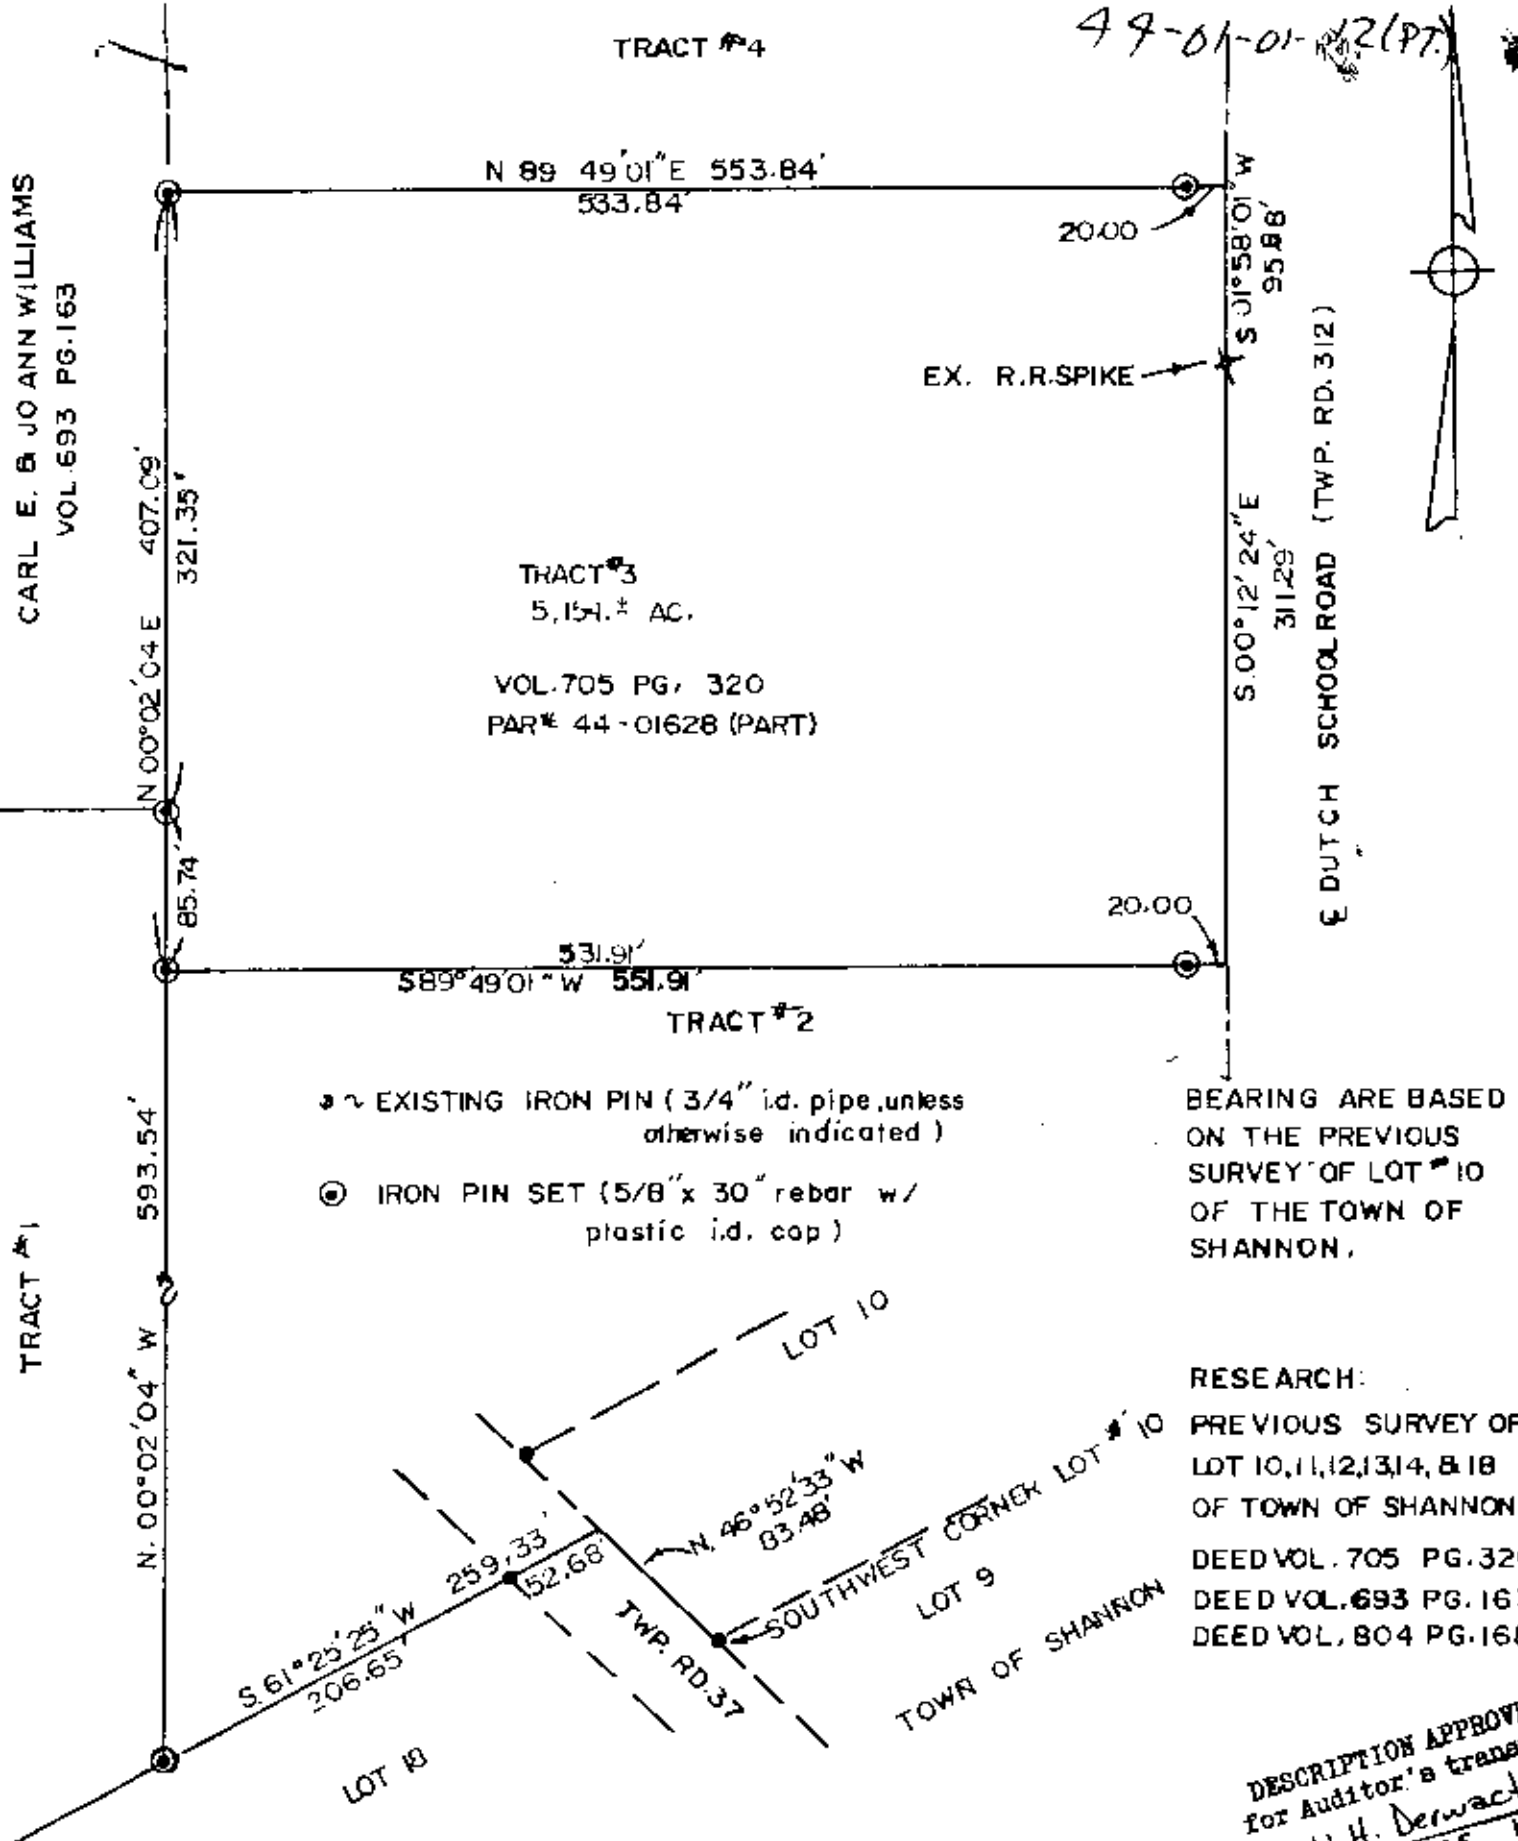 44-01-01-
TRACT #4
N 89 49'01" E 553.84'
533.84'
20.00
S 01°58'01 W
95.88'
CARL E. & JO ANN WILLIAMS
VOL.693 PG.163
EX. R.R. SPIKE
N 00°02'04 E 407.09'
321.35'
S.00°12'24"E
311.29'
℄ DUTCH SCHOOL ROAD (TWP. RD. 312)
TRACT #3
± AC.
VOL.705 PG. 320
PAR# 44-01628 (PART)
85.74'
20.00
531.91'
S89°49'01" W 551.91'
TRACT #2
EXISTING IRON PIN ( 3/4" i.d. pipe, unless
otherwise indicated )
IRON PIN SET (5/8" x 30" rebar w/
plastic i.d. cap )
BEARING ARE BASED
ON THE PREVIOUS
SURVEY OF LOT # 10
OF THE TOWN OF
SHANNON.
593.54'
N. 00°02'04" W
TRACT #1
LOT 10
RESEARCH:
PREVIOUS SURVEY OF
LOT 10,11,12,13,14, & 18
OF TOWN OF SHANNON
DEED VOL. 705 PG. 320
DEED VOL. 693 PG. 163
DEED VOL. 804 PG. 168
N. 46°52'33" W
83.48'
SOUTHWEST CORNER LOT # 10
LOT 9
TOWN OF SHANNON
259.33'
52.68'
TWP. RD. 37
S 61°25'25" W
206.65'
LOT 18
DESCRIPTION APPROVE
for Auditor's trans